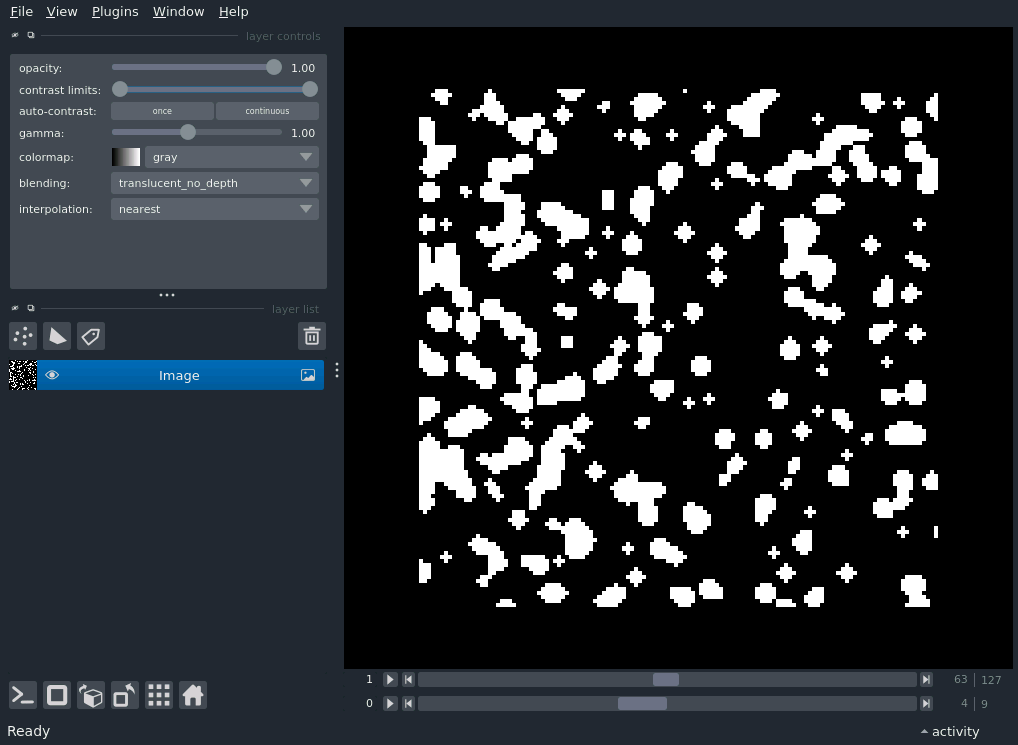 File View Plugins Window Help
layer controls
opacity: 1.00
contrast limits:
auto-contrast: once continuous
gamma: 1.00
colormap: gray
blending: translucent_no_depth
interpolation: nearest
layer list
Image
1 63 127
0 4 9
Ready activity